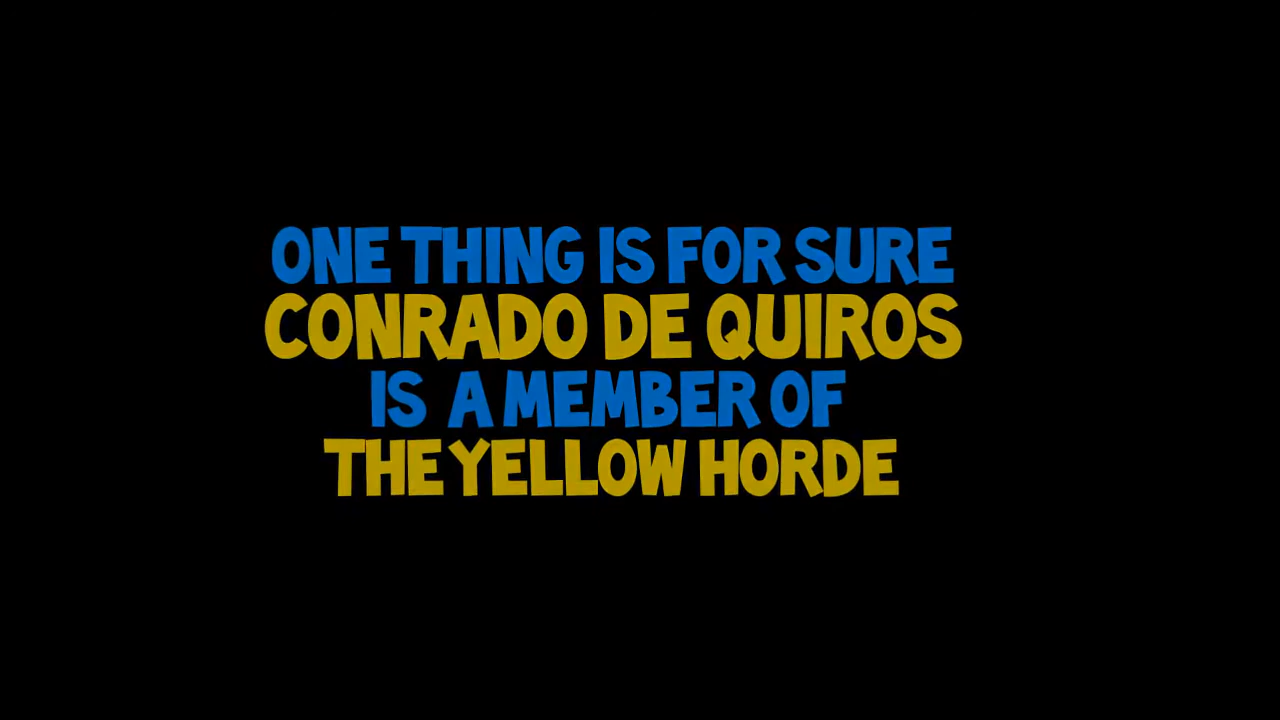 ONE THING IS FOR SURE
CONRADO DE QUIROS
IS A MEMBER OF
THE YELLOW HORDE